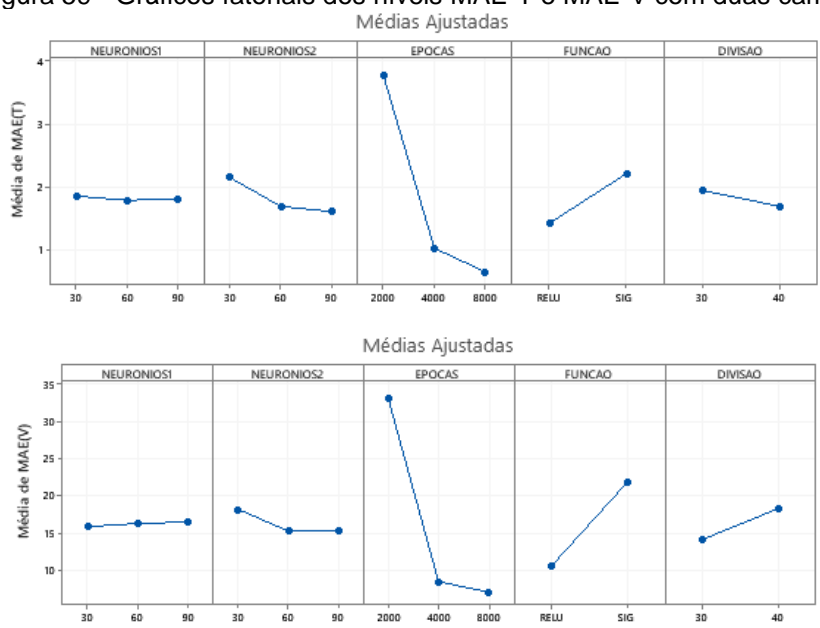 Médias Ajustadas
NEURONIOS1 NEURONIOS2 EPOCAS FUNCAO DIVISAO
Média de MAE(T)
4
3
2
1
30 60 90 30 60 90 2000 4000 8000 RELU SIG 30 40
Médias Ajustadas
NEURONIOS1 NEURONIOS2 EPOCAS FUNCAO DIVISAO
Média de MAE(V)
35
30
25
20
15
10
30 60 90 30 60 90 2000 4000 8000 RELU SIG 30 40